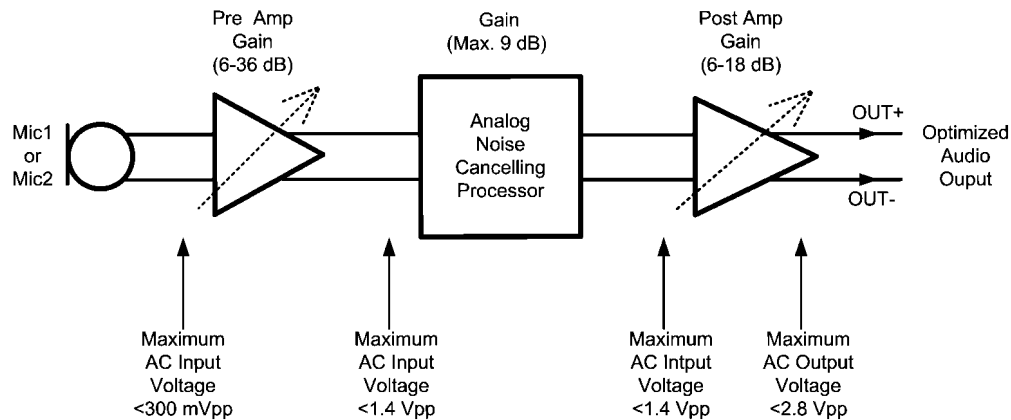 Pre Amp
Gain
(6-36 dB)
Gain
(Max. 9 dB)
Post Amp
Gain
(6-18 dB)
Mic1
or
Mic2
Analog
Noise
Cancelling
Processor
OUT+
OUT-
Optimized
Audio
Ouput
Maximum
AC Input
Voltage
<300 mVpp
Maximum
AC Input
Voltage
<1.4 Vpp
Maximum
AC Intput
Voltage
<1.4 Vpp
Maximum
AC Output
Voltage
<2.8 Vpp